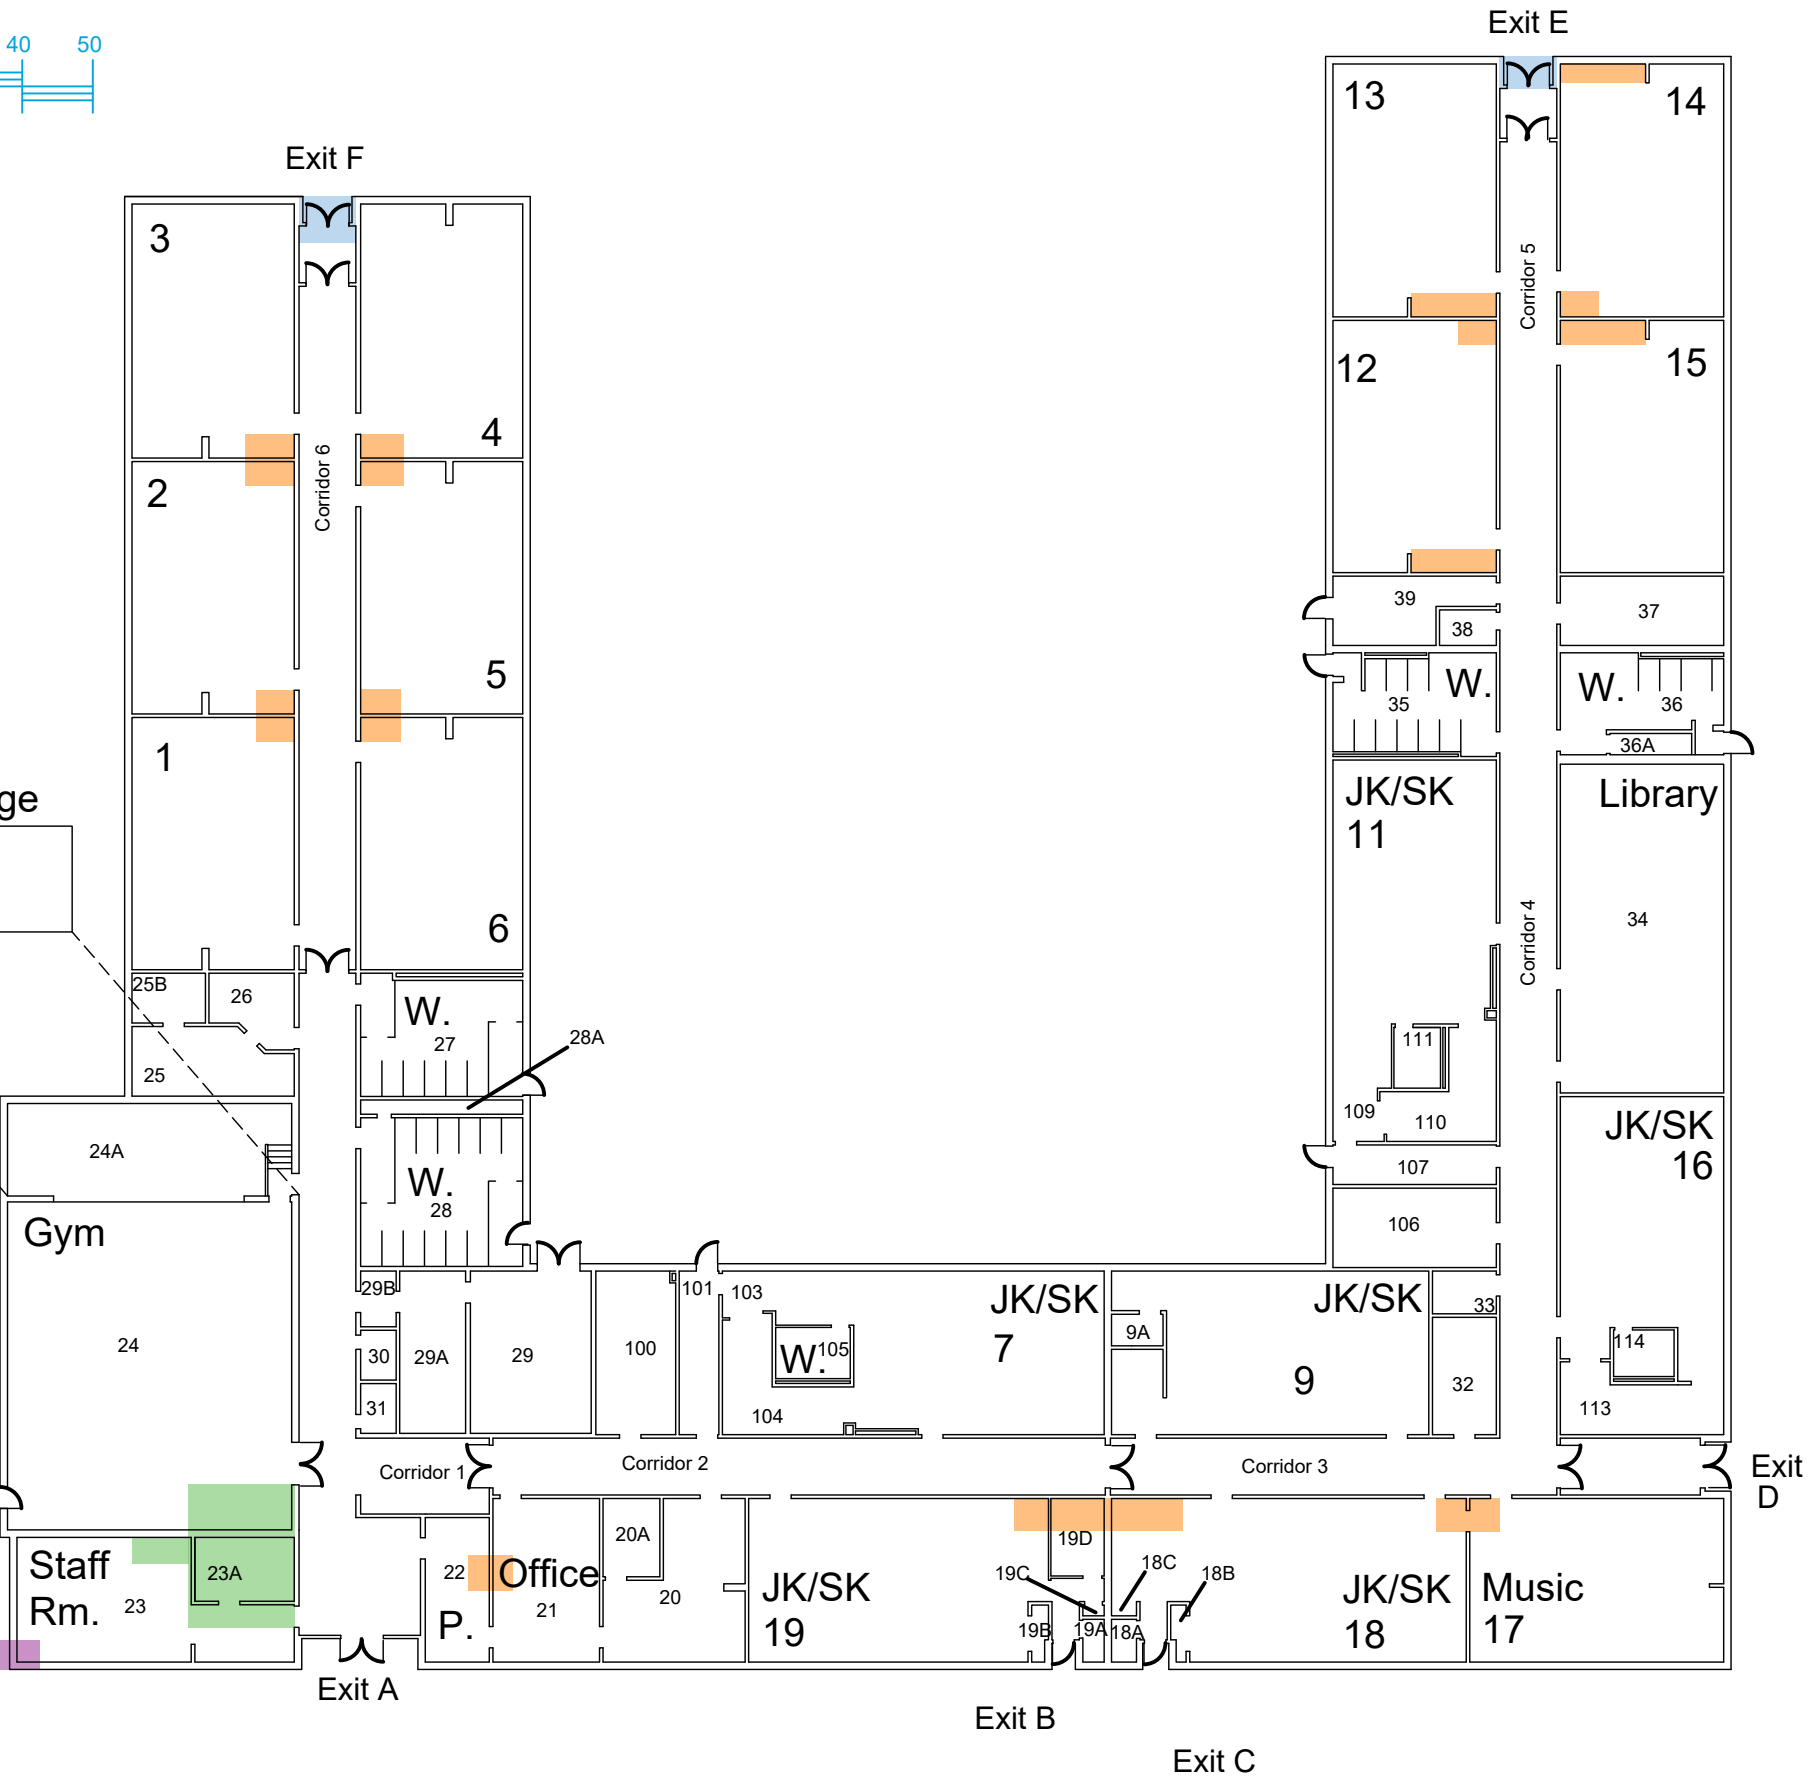 Exit E
40 50
13
14
Exit F
3
Corridor 5
12
15
4
Corridor 6
2
39
37
38
5
W.
W.
35
36
36A
1
ge
JK/SK
11
Library
6
34
Corridor 4
25B
26
W.
27
28A
25
111
109
110
JK/SK
16
24A
W.
28
107
106
Gym
29B
101
103
JK/SK
7
JK/SK
9
33
24
30
29A
29
100
W.
105
9A
114
31
104
32
113
Corridor 1
Corridor 2
Corridor 3
Exit
D
20A
19D
Staff
Rm.
23A
23
22
Office
21
20
19C
18C
18B
P.
JK/SK
19
19B
19A
18A
JK/SK
18
Music
17
Exit A
Exit B
Exit C